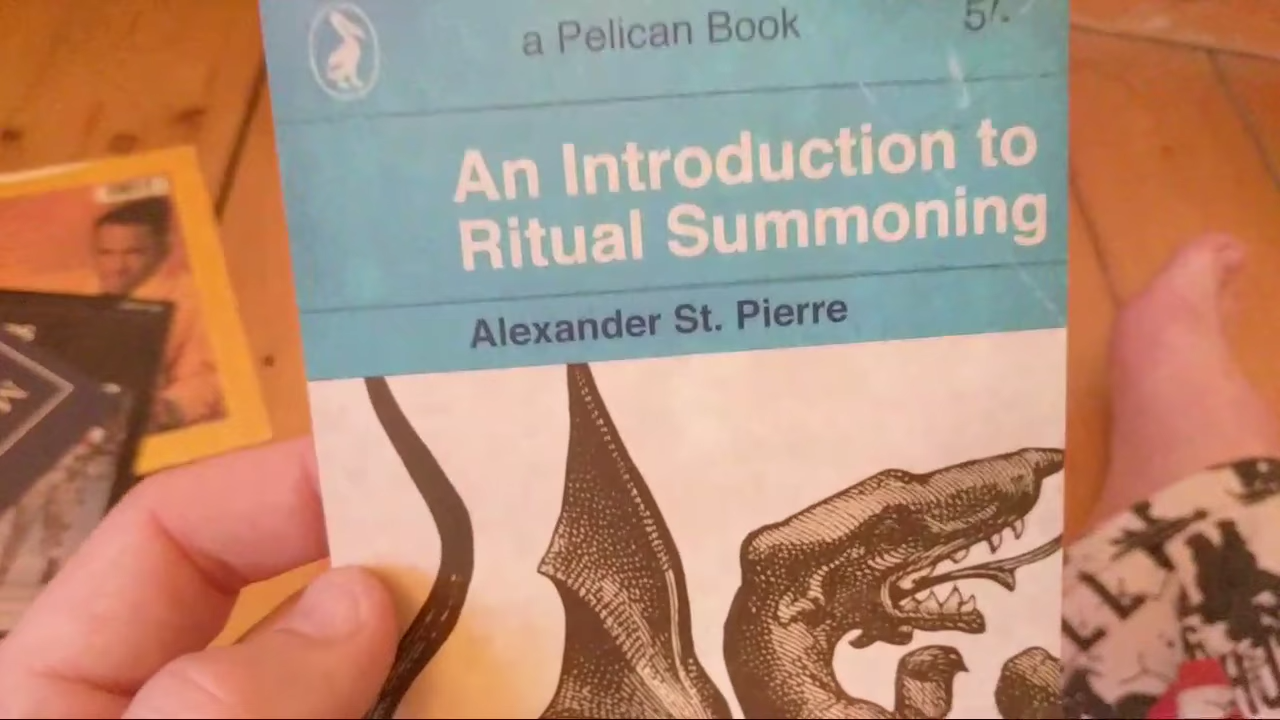 a Pelican Book
5/-
An Introduction to
Ritual Summoning
Alexander St. Pierre